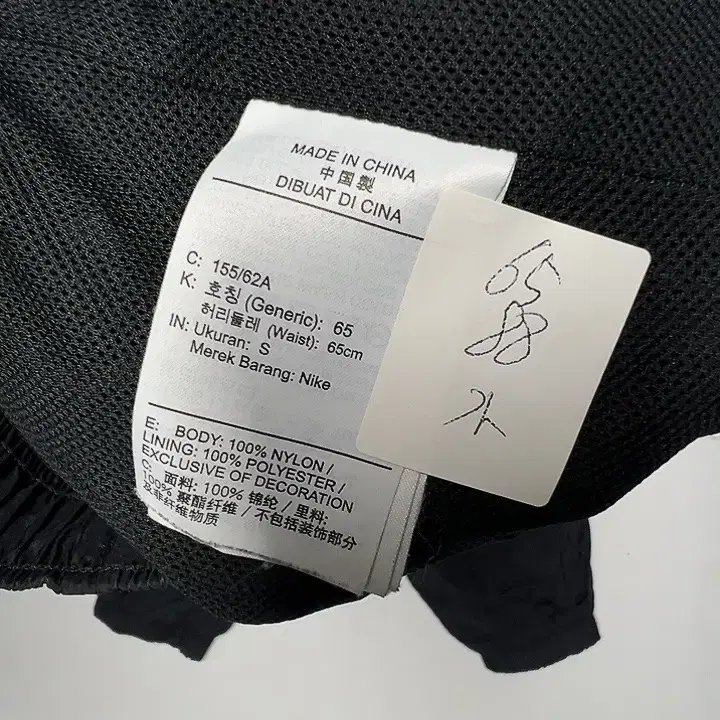 MADE IN CHINA
中国製
DIBUAT DI CINA
C: 155/62A
K: 호칭 (Generic): 65
허리둘레 (Waist): 65cm
IN: Ukuran: S
Merek Barang: Nike
E: BODY: 100% NYLON /
LINING: 100% POLYESTER /
EXCLUSIVE OF DECORATION
C: 面料: 100% 锦纶 / 里料:
100% 聚酯纤维 / 不包括装饰部分
及非纤维物质
65